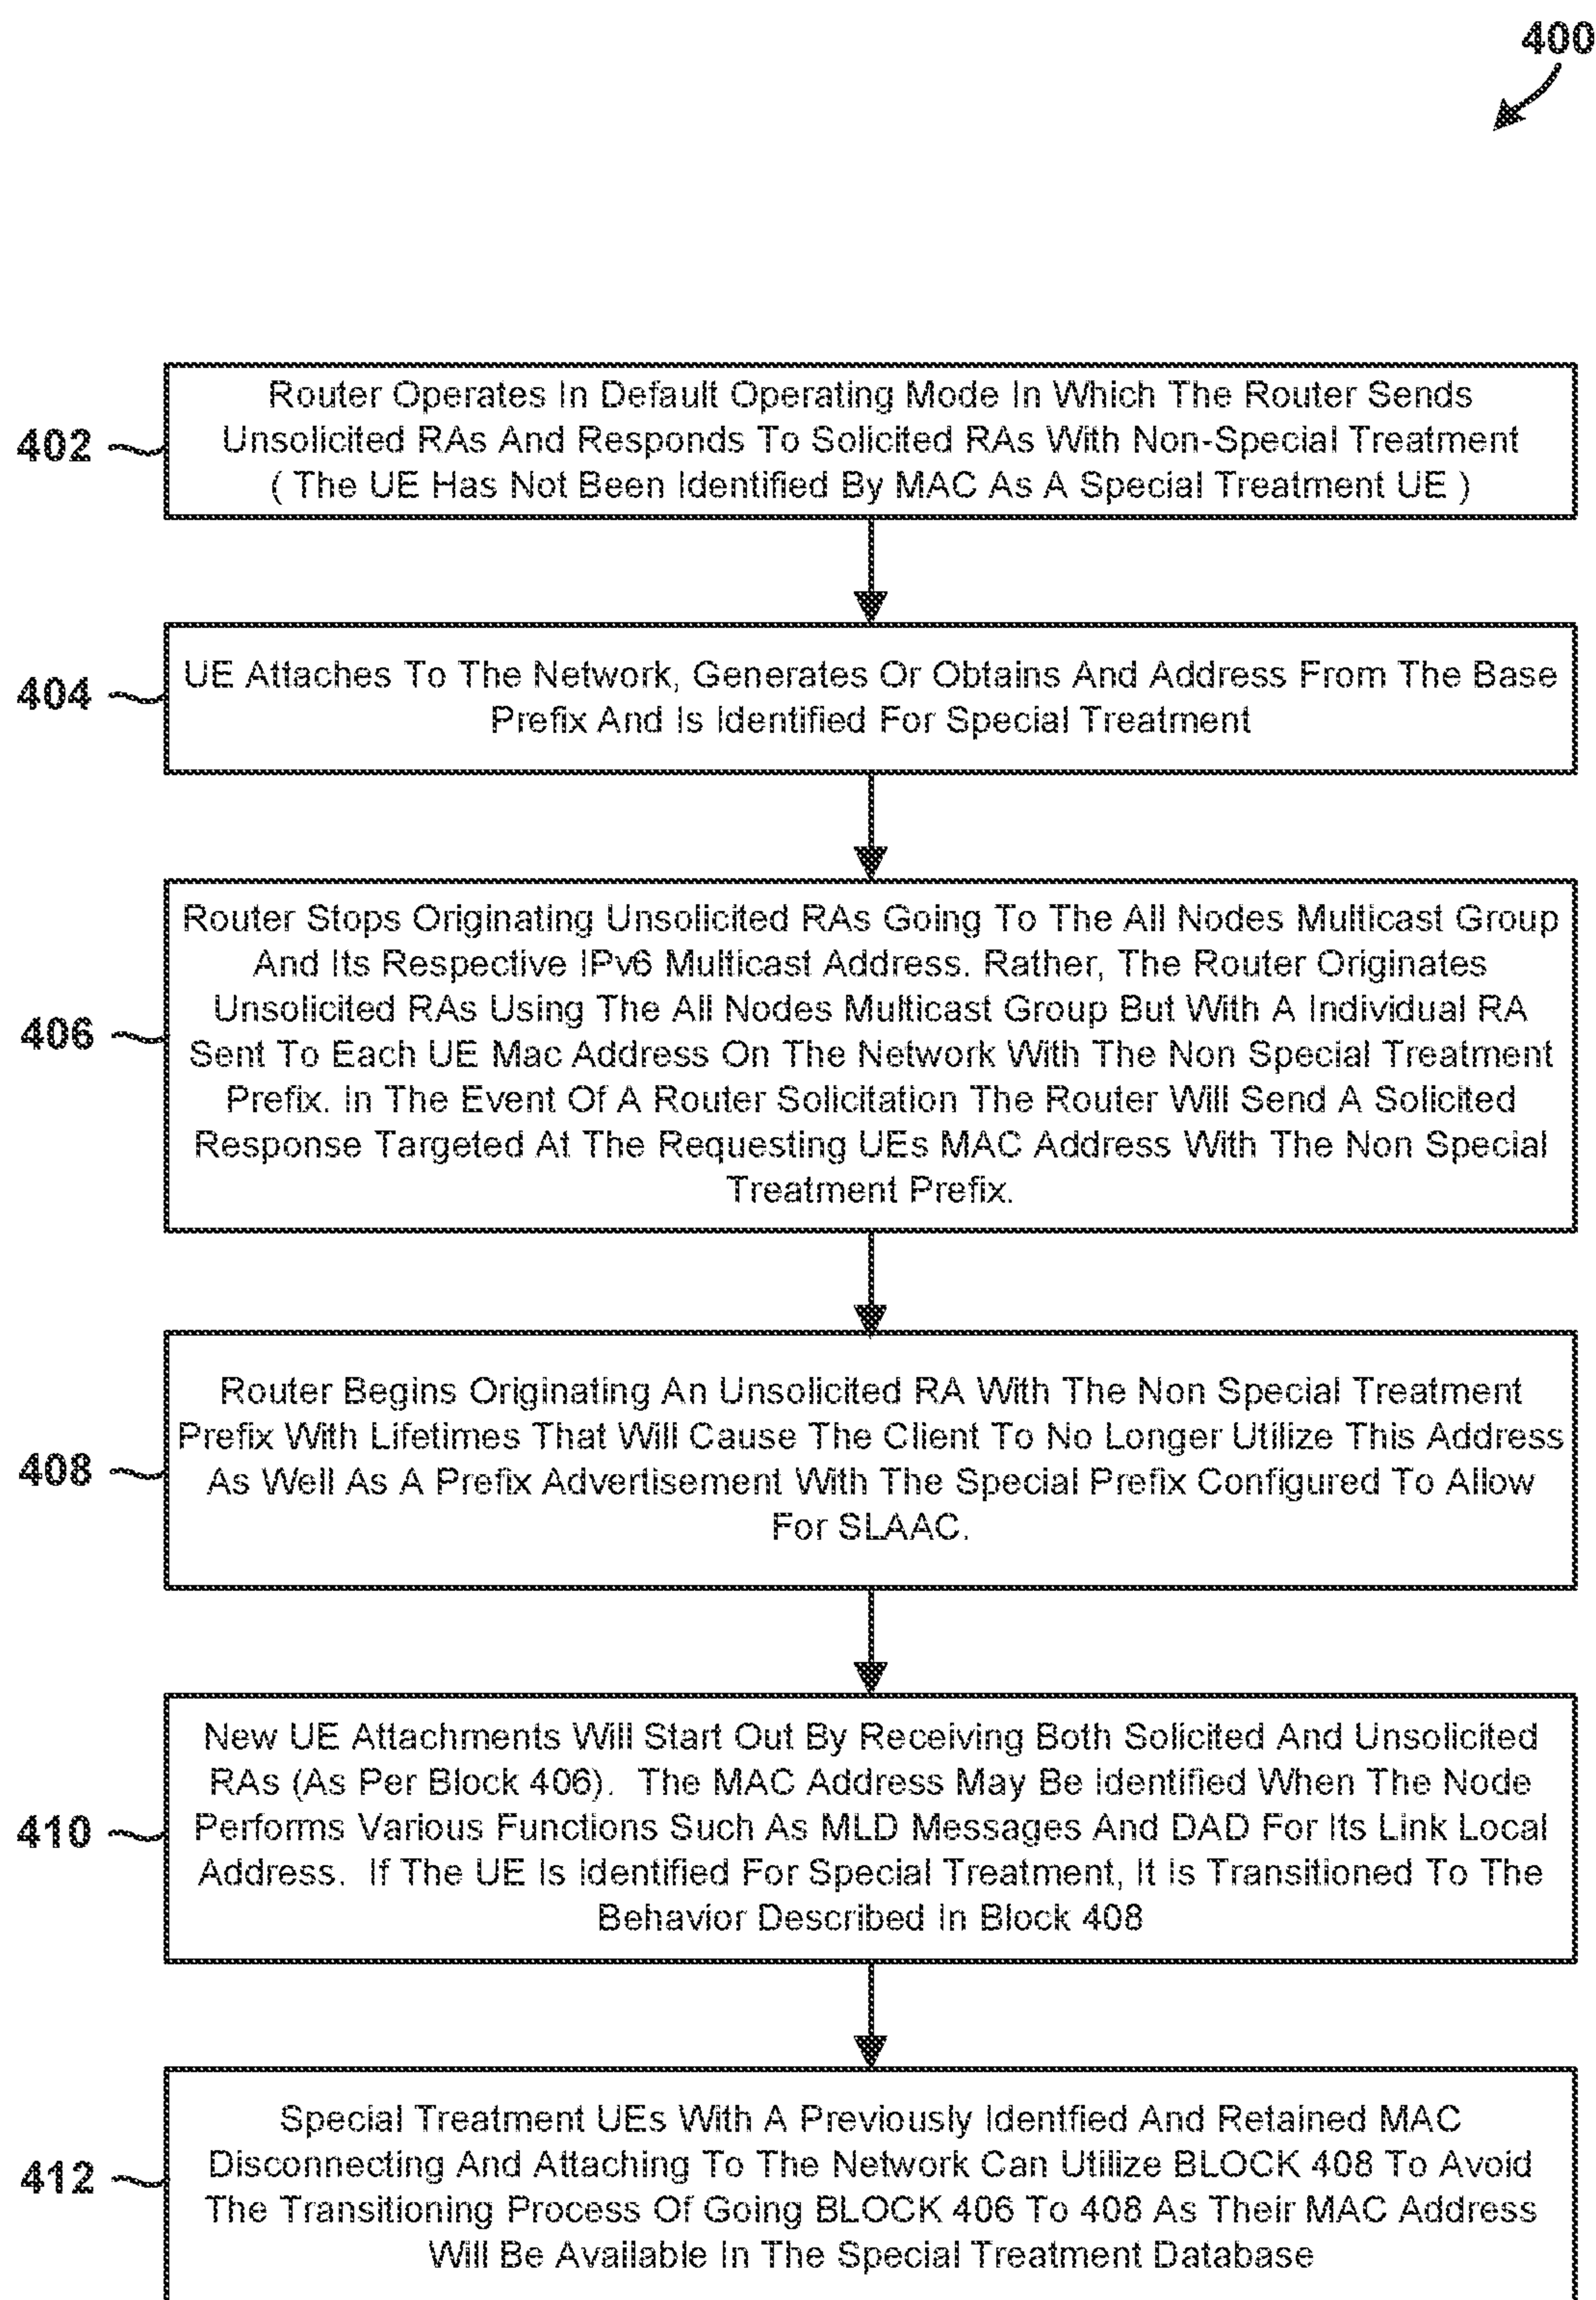 400
402
Router Operates In Default Operating Mode In Which The Router Sends
Unsolicited RAs And Responds To Solicited RAs With Non-Special Treatment
( The UE Has Not Been Identified By MAC As A Special Treatment UE )
404
UE Attaches To The Network, Generates Or Obtains And Address From The Base
Prefix And Is Identified For Special Treatment
406
Router Stops Originating Unsolicited RAs Going To The All Nodes Multicast Group
And Its Respective IPv6 Multicast Address. Rather, The Router Originates
Unsolicited RAs Using The All Nodes Multicast Group But With A Individual RA
Sent To Each UE Mac Address On The Network With The Non Special Treatment
Prefix. In The Event Of A Router Solicitation The Router Will Send A Solicited
Response Targeted At The Requesting UEs MAC Address With The Non Special
Treatment Prefix.
408
Router Begins Originating An Unsolicited RA With The Non Special Treatment
Prefix With Lifetimes That Will Cause The Client To No Longer Utilize This Address
As Well As A Prefix Advertisement With The Special Prefix Configured To Allow
For SLAAC.
410
New UE Attachments Will Start Out By Receiving Both Solicited And Unsolicited
RAs (As Per Block 406). The MAC Address May Be Identified When The Node
Performs Various Functions Such As MLD Messages And DAD For Its Link Local
Address. If The UE Is Identified For Special Treatment, It Is Transitioned To The
Behavior Described In Block 408
412
Special Treatment UEs With A Previously Identfied And Retained MAC
Disconnecting And Attaching To The Network Can Utilize BLOCK 408 To Avoid
The Transitioning Process Of Going BLOCK 406 To 408 As Their MAC Address
Will Be Available In The Special Treatment Database